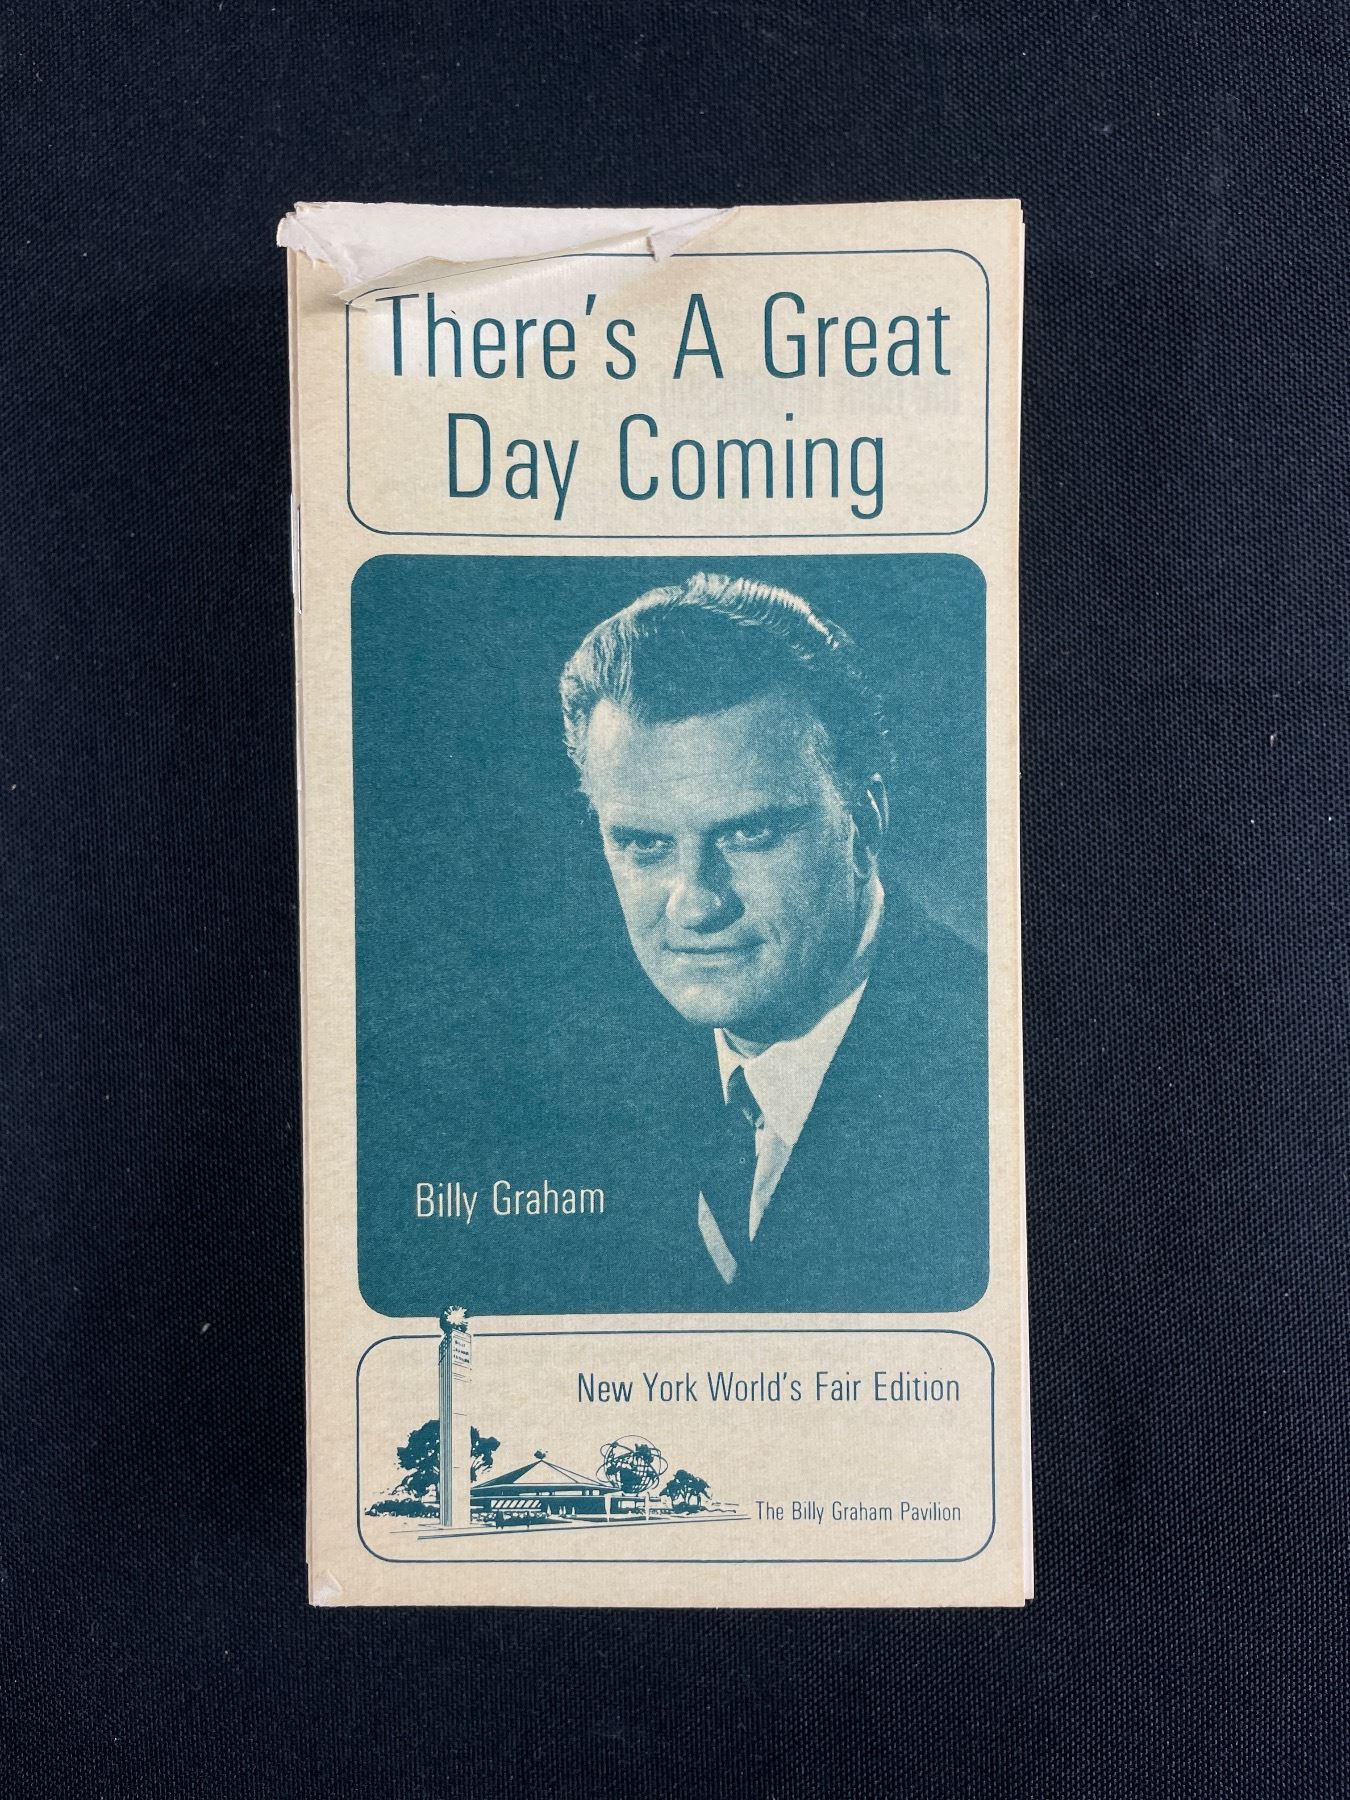 There's A Great
Day Coming
Billy Graham
New York World's Fair Edition
The Billy Graham Pavilion